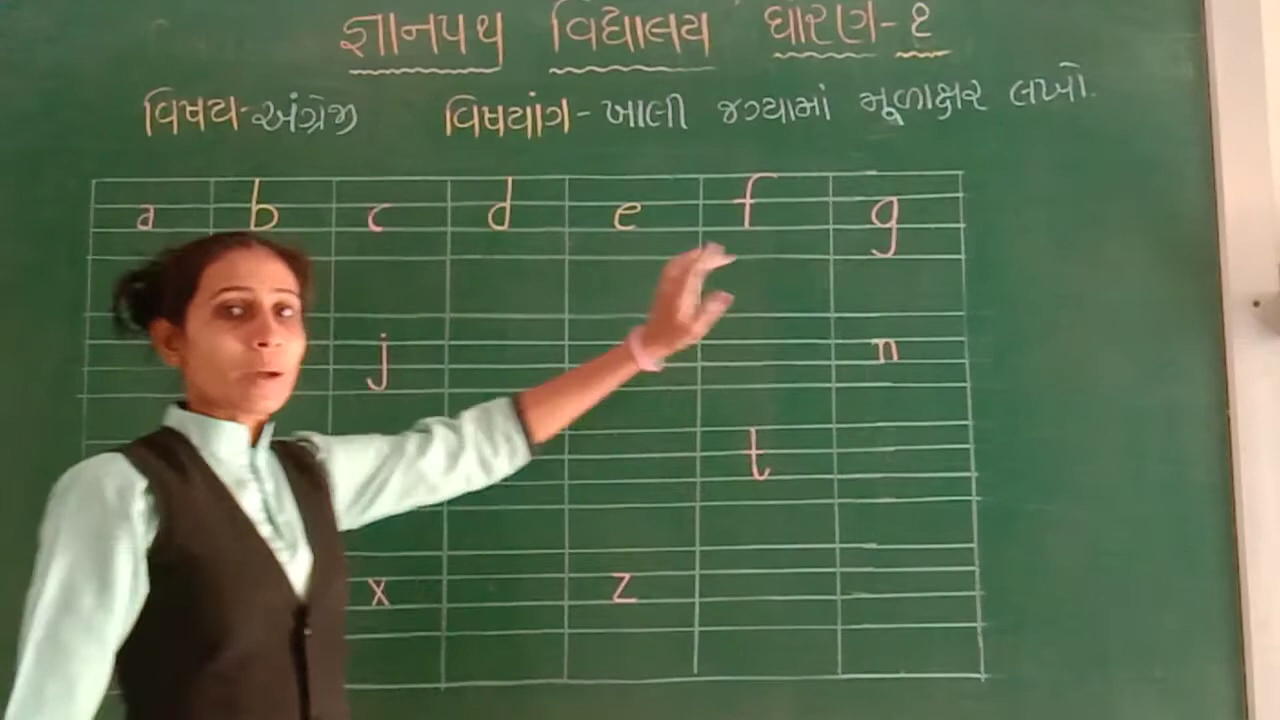 જ્ઞાનપથ વિદ્યાલય ધોરણ-૧
વિષય-અંગ્રેજી વિષયાંગ-ખાલી જગ્યામાં મૂળાક્ષર લખો.
a b c d e f g
j n
t
x z